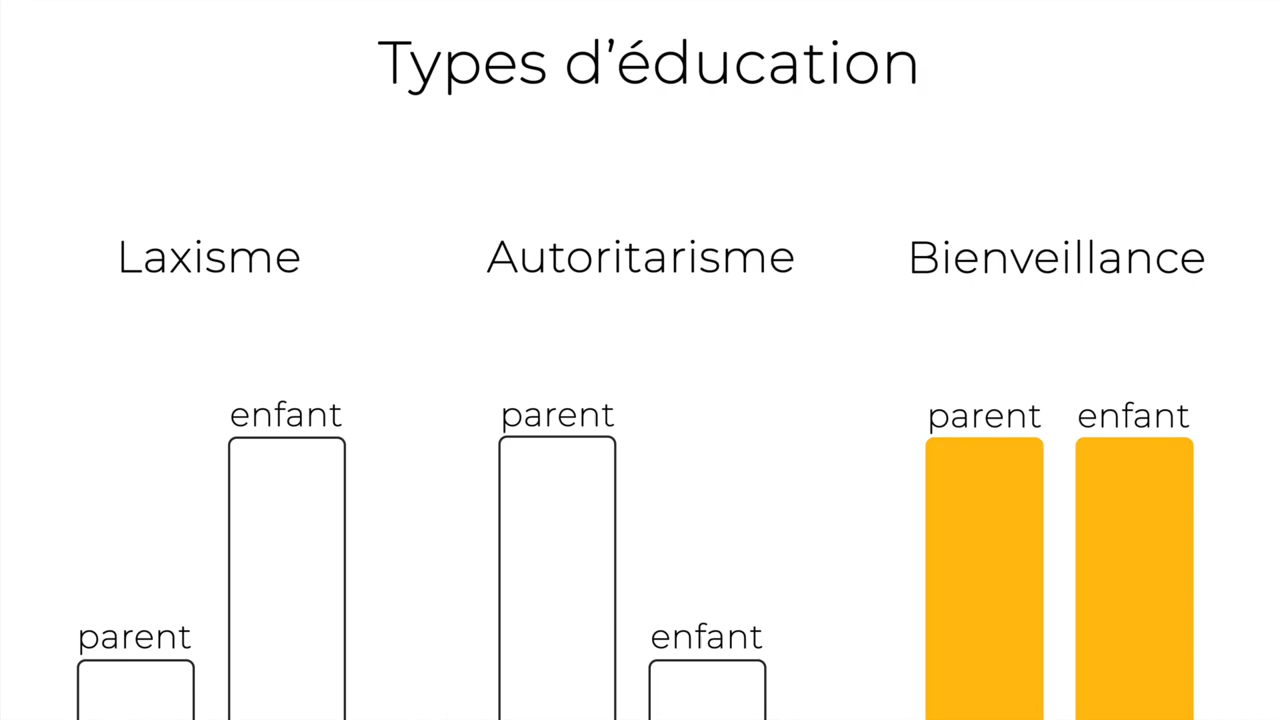 Types d’éducation
Laxisme
Autoritarisme
Bienveillance
enfant
parent
parent
enfant
parent
enfant